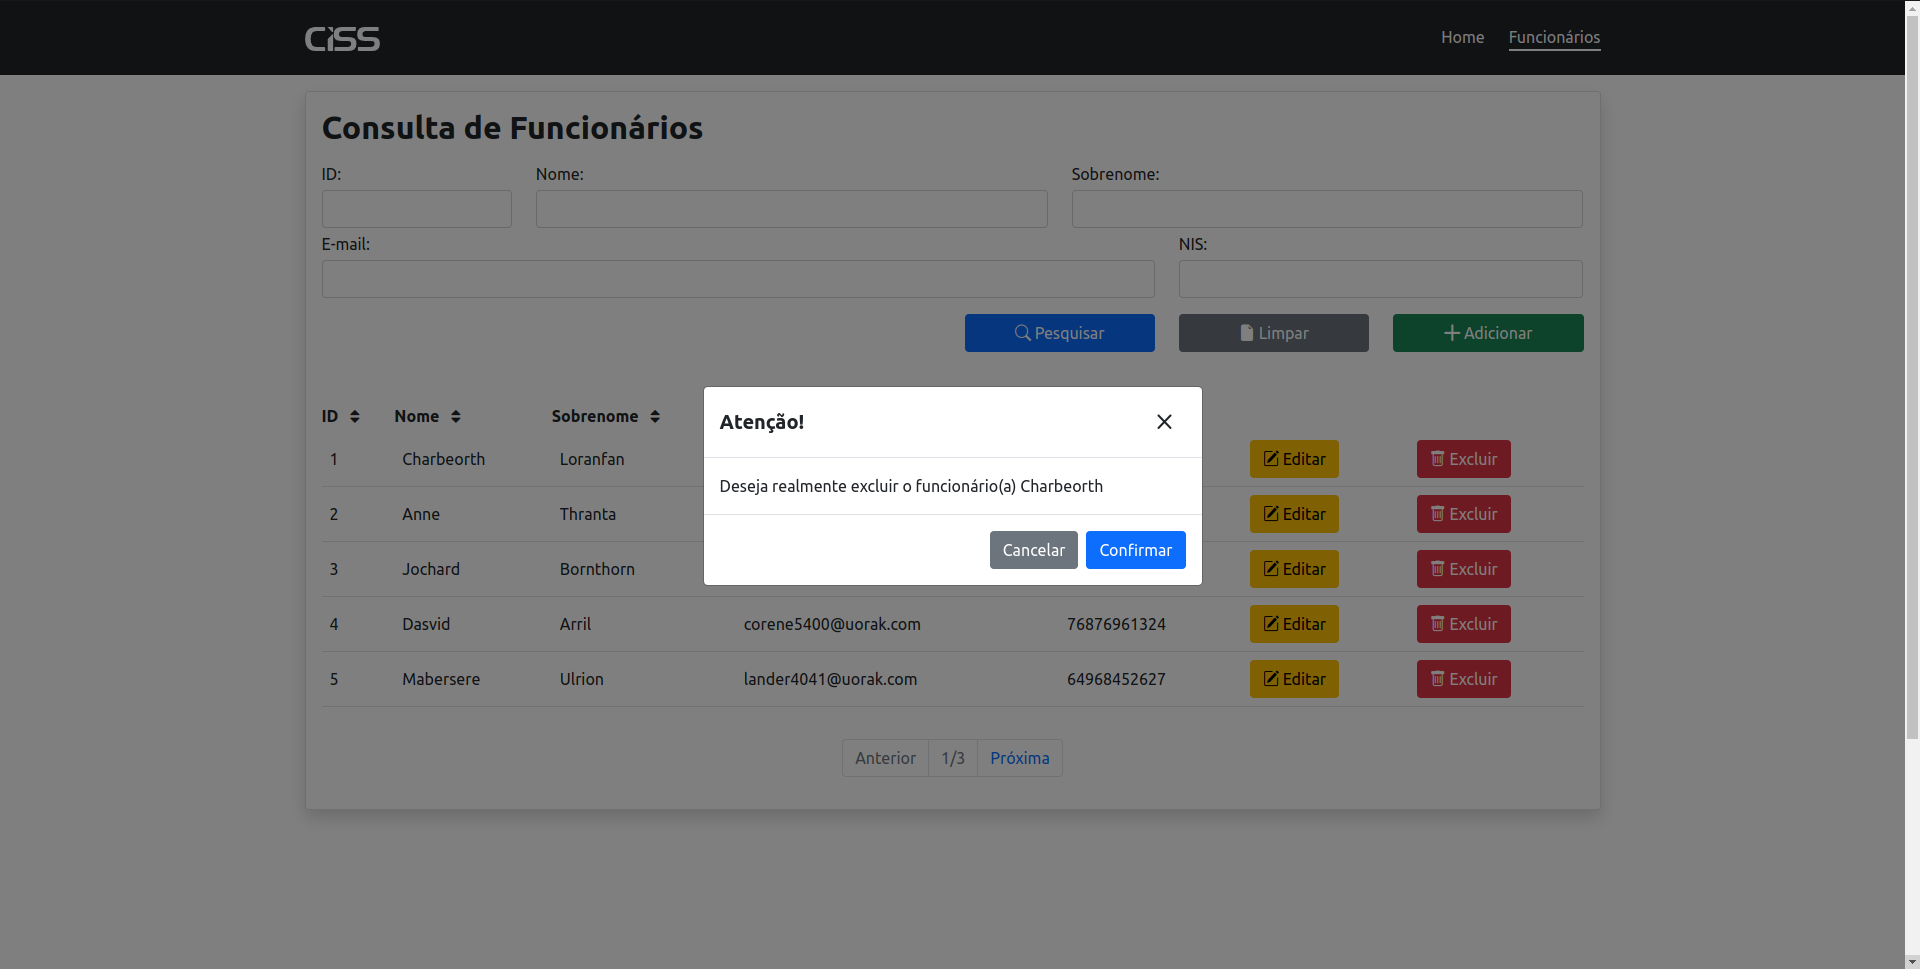 CISS
Home Funcionários
Consulta de Funcionários
ID: Nome: Sobrenome:
E-mail: NIS:
Pesquisar Limpar Adicionar
ID Nome Sobrenome
Atenção!
Deseja realmente excluir o funcionário(a) Charbeorth
Cancelar Confirmar
1 Charbeorth Loranfan Editar Excluir
2 Anne Thranta Editar Excluir
3 Jochard Bornthorn Editar Excluir
4 Dasvid Arril corene5400@uorak.com 76876961324 Editar Excluir
5 Mabersere Ulrion lander4041@uorak.com 64968452627 Editar Excluir
Anterior 1/3 Próxima